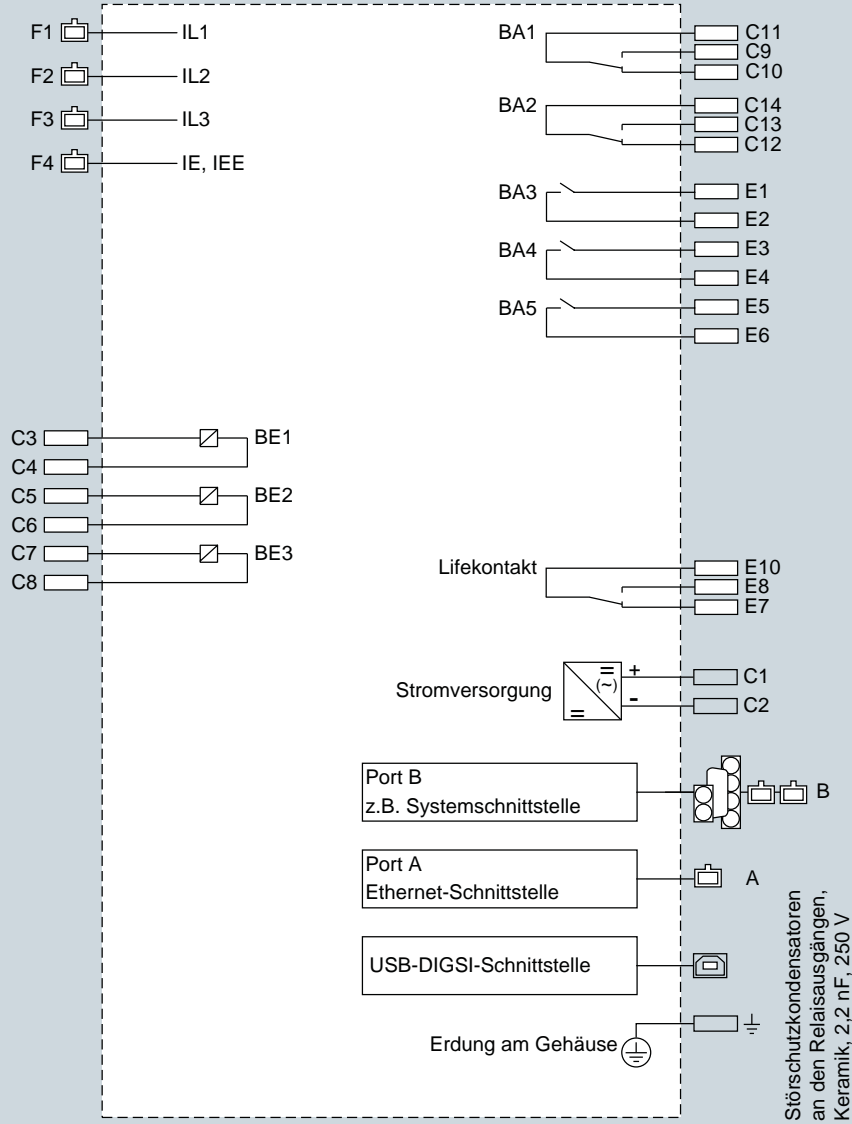 F1 IL1
F2 IL2
F3 IL3
F4 IE, IEE
BA1 C11
C9
C10
BA2 C14
C13
C12
BA3 E1
E2
BA4 E3
E4
BA5 E5
E6
C3 BE1
C4
C5 BE2
C6
C7 BE3
C8
Lifekontakt E10
E8
E7
Stromversorgung = (~) = + C1
- C2
Port B
z.B. Systemschnittstelle
B
Port A
Ethernet-Schnittstelle
A
USB-DIGSI-Schnittstelle
Erdung am Gehäuse
Störschutzkondensatoren
an den Relaisausgängen,
Keramik, 2,2 nF, 250 V